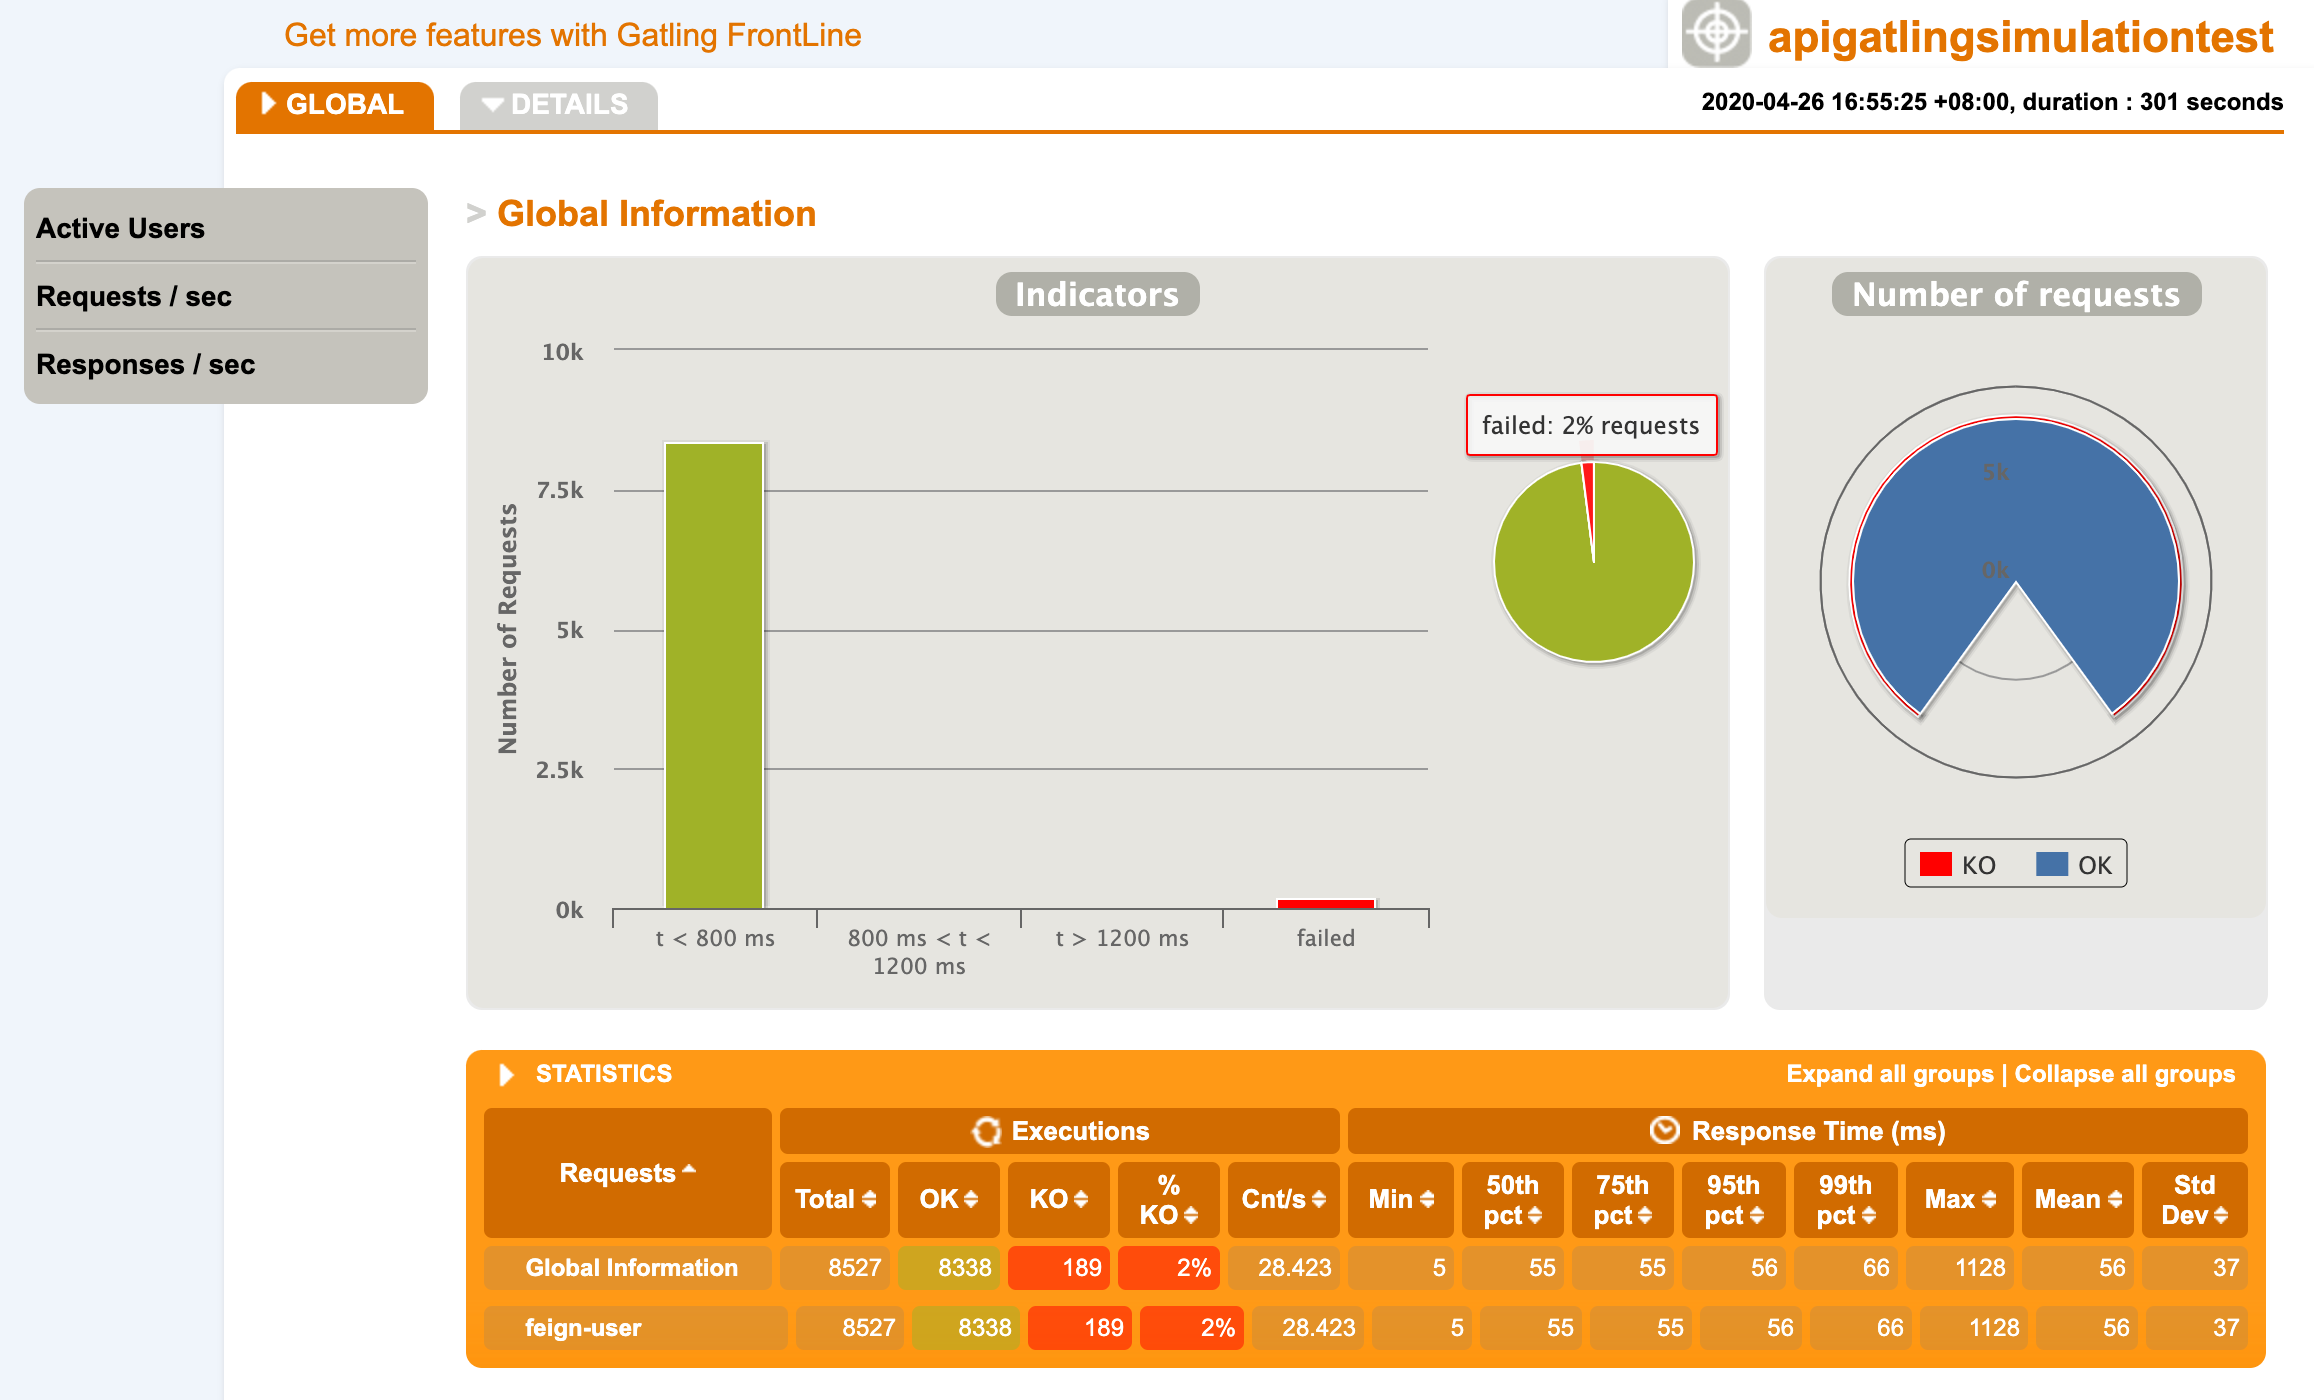 Get more features with Gatling FrontLine
apigatlingsimulationtest
GLOBAL
DETAILS
2020-04-26 16:55:25 +08:00, duration : 301 seconds
Active Users
Requests / sec
Responses / sec
> Global Information
Indicators
10k
7.5k
5k
2.5k
0k
Number of Requests
t < 800 ms
800 ms < t <
1200 ms
t > 1200 ms
failed
failed: 2% requests
Number of requests
5k
0k
KO
OK
STATISTICS
Expand all groups | Collapse all groups
Requests
Executions
Response Time (ms)
Total
OK
KO
%
KO
Cnt/s
Min
50th
pct
75th
pct
95th
pct
99th
pct
Max
Mean
Std
Dev
Global Information 8527 8338 189 2% 28.423 5 55 55 56 66 1128 56 37
feign-user 8527 8338 189 2% 28.423 5 55 55 56 66 1128 56 37